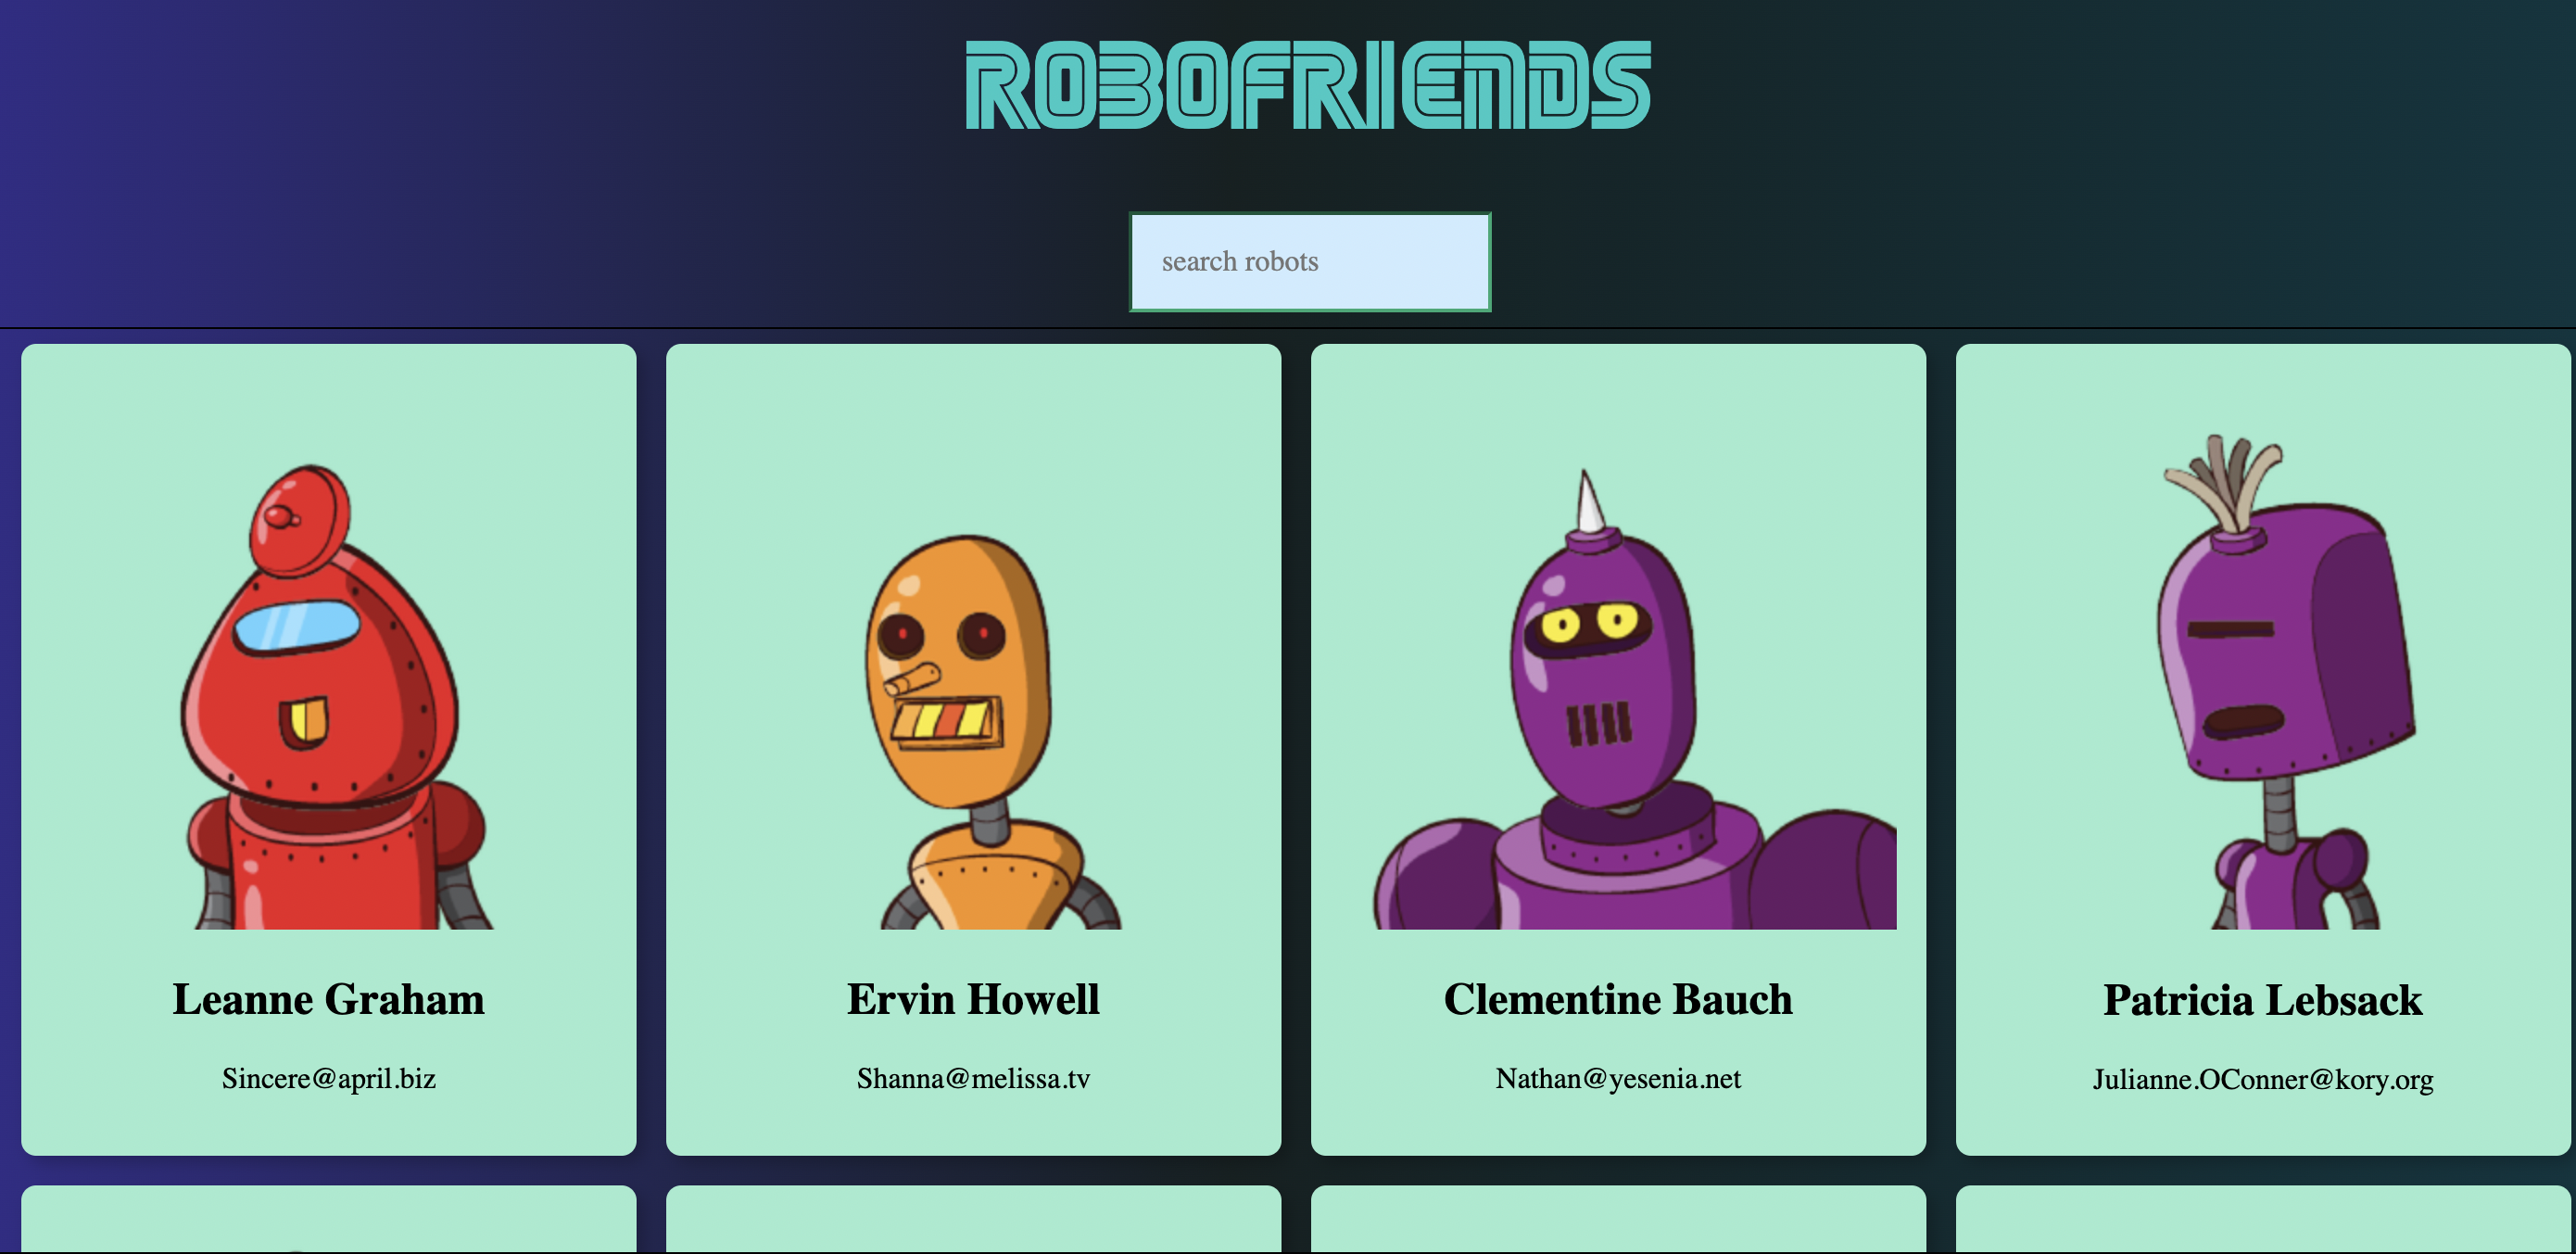 ROBOFRIENDS
search robots
Leanne Graham
Sincere@april.biz
Ervin Howell
Shanna@melissa.tv
Clementine Bauch
Nathan@yesenia.net
Patricia Lebsack
Julianne.OConner@kory.org